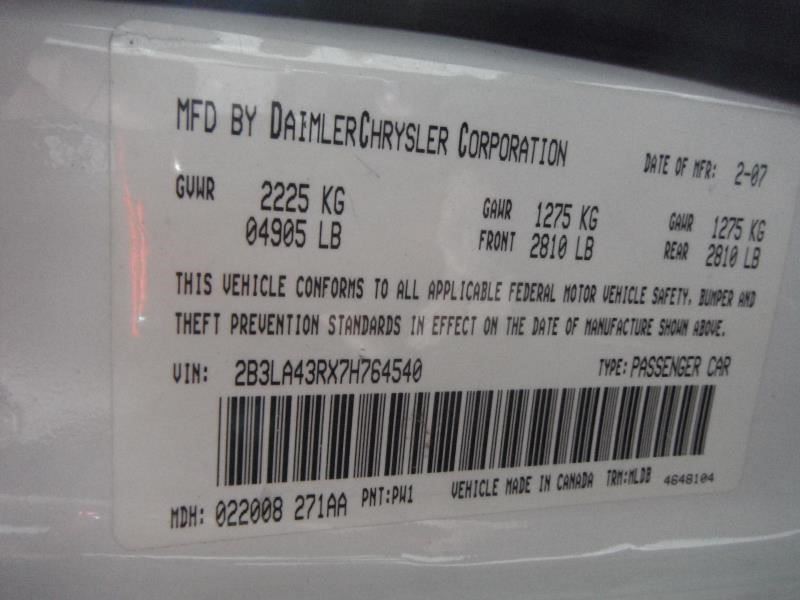 MFD BY DAIMLERCHRYSLER CORPORATION DATE OF MFR: 2-07
GVWR 2225 KG GAWR 1275 KG GAWR 1275 KG
04905 LB FRONT 2810 LB REAR 2810 LB
THIS VEHICLE CONFORMS TO ALL APPLICABLE FEDERAL MOTOR VEHICLE SAFETY, BUMPER AND
THEFT PREVENTION STANDARDS IN EFFECT ON THE DATE OF MANUFACTURE SHOWN ABOVE.
VIN: 2B3LA43RX7H764540 TYPE: PASSENGER CAR
MDH: 022008 271AA PNT:PW1 VEHICLE MADE IN CANADA TRM:MLDB 4648104